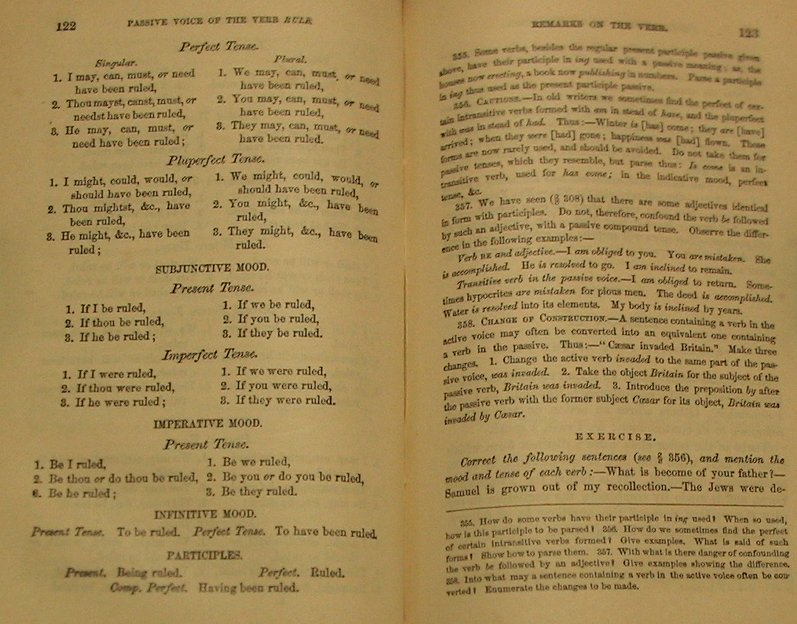 122 PASSIVE VOICE OF THE VERB RULE.
Perfect Tense.
Singular. Plural.
1. I may, can, must, or need 1. We may, can, must, or need
have been ruled, have been ruled,
2. Thou mayst, canst, must, or 2. You may, can, must, or need
needst have been ruled, have been ruled,
3. He may, can, must, or 3. They may, can, must, or need
need have been ruled; have been ruled.
Pluperfect Tense.
1. I might, could, would, or 1. We might, could, would, or
should have been ruled, should have been ruled,
2. Thou mightst, &c., have 2. You might, &c., have been
been ruled, ruled,
3. He might, &c., have been 3. They might, &c., have been
ruled; ruled.
SUBJUNCTIVE MOOD.
Present Tense.
1. If I be ruled, 1. If we be ruled,
2. If thou be ruled, 2. If you be ruled,
3. If he be ruled; 3. If they be ruled.
Imperfect Tense.
1. If I were ruled, 1. If we were ruled,
2. If thou were ruled, 2. If you were ruled,
3. If he were ruled; 3. If they were ruled.
IMPERATIVE MOOD.
Present Tense.
1. Be I ruled, 1. Be we ruled,
2. Be thou or do thou be ruled, 2. Be you or do you be ruled,
3. Be he ruled; 3. Be they ruled.
INFINITIVE MOOD.
Present Tense. To be ruled. Perfect Tense. To have been ruled
PARTICIPLES.
Present. Being ruled. Perfect. Ruled.
Comp. Perfect. Having been ruled.
REMARKS ON THE VERB. 123
355. Some verbs, besides the regular present participle passive given
above, have their participle in ing used with a passive meaning; as, the
houses now erecting, a book now publishing in numbers. Parse a participle
in ing thus used as the present participle passive.
356. CAUTIONS.—In old writers we sometimes find the perfect of cer-
tain intransitive verbs formed with am in stead of have, and the pluperfect
with was in stead of had. Thus:—Winter is [has] come; they are [have]
arrived; when they were [had] gone; happiness was [had] flown. These
forms are now rarely used, and should be avoided. Do not take them for
passive tenses, which they resemble, but parse thus: Is come is an in-
transitive verb, used for has come; in the indicative mood, perfect
tense, &c.
357. We have seen (§ 308) that there are some adjectives identical
in form with participles. Do not, therefore, confound the verb be followed
by such an adjective, with a passive compound tense. Observe the differ-
ence in the following examples:—
Verb BE and adjective.—I am obliged to you. You are mistaken. She
is accomplished. He is resolved to go. I am inclined to remain.
Transitive verb in the passive voice.—I am obliged to return. Some-
times hypocrites are mistaken for pious men. The deed is accomplished.
Water is resolved into its elements. My body is inclined by years.
358. CHANGE OF CONSTRUCTION.—A sentence containing a verb in the
active voice may often be converted into an equivalent one containing
a verb in the passive. Thus:—"Cæsar invaded Britain." Make three
changes. 1. Change the active verb invaded to the same part of the pas-
sive voice, was invaded. 2. Take the object Britain for the subject of the
passive verb, Britain was invaded. 3. Introduce the preposition by after
the passive verb with the former subject Cæsar for its object, Britain was
invaded by Cæsar.
EXERCISE.
Correct the following sentences (see § 356), and mention the
mood and tense of each verb:—What is become of your father?—
Samuel is grown out of my recollection.—The Jews were de-
355. How do some verbs have their participle in ing used? When so used,
how is this participle to be parsed? 356. How do we sometimes find the perfect
of certain intransitive verbs formed? Give examples. What is said of such
forms? Show how to parse them. 357. With what is there danger of confounding
the verb be followed by an adjective? Give examples showing the difference.
358. Into what may a sentence containing a verb in the active voice often be con-
verted? Enumerate the changes to be made.